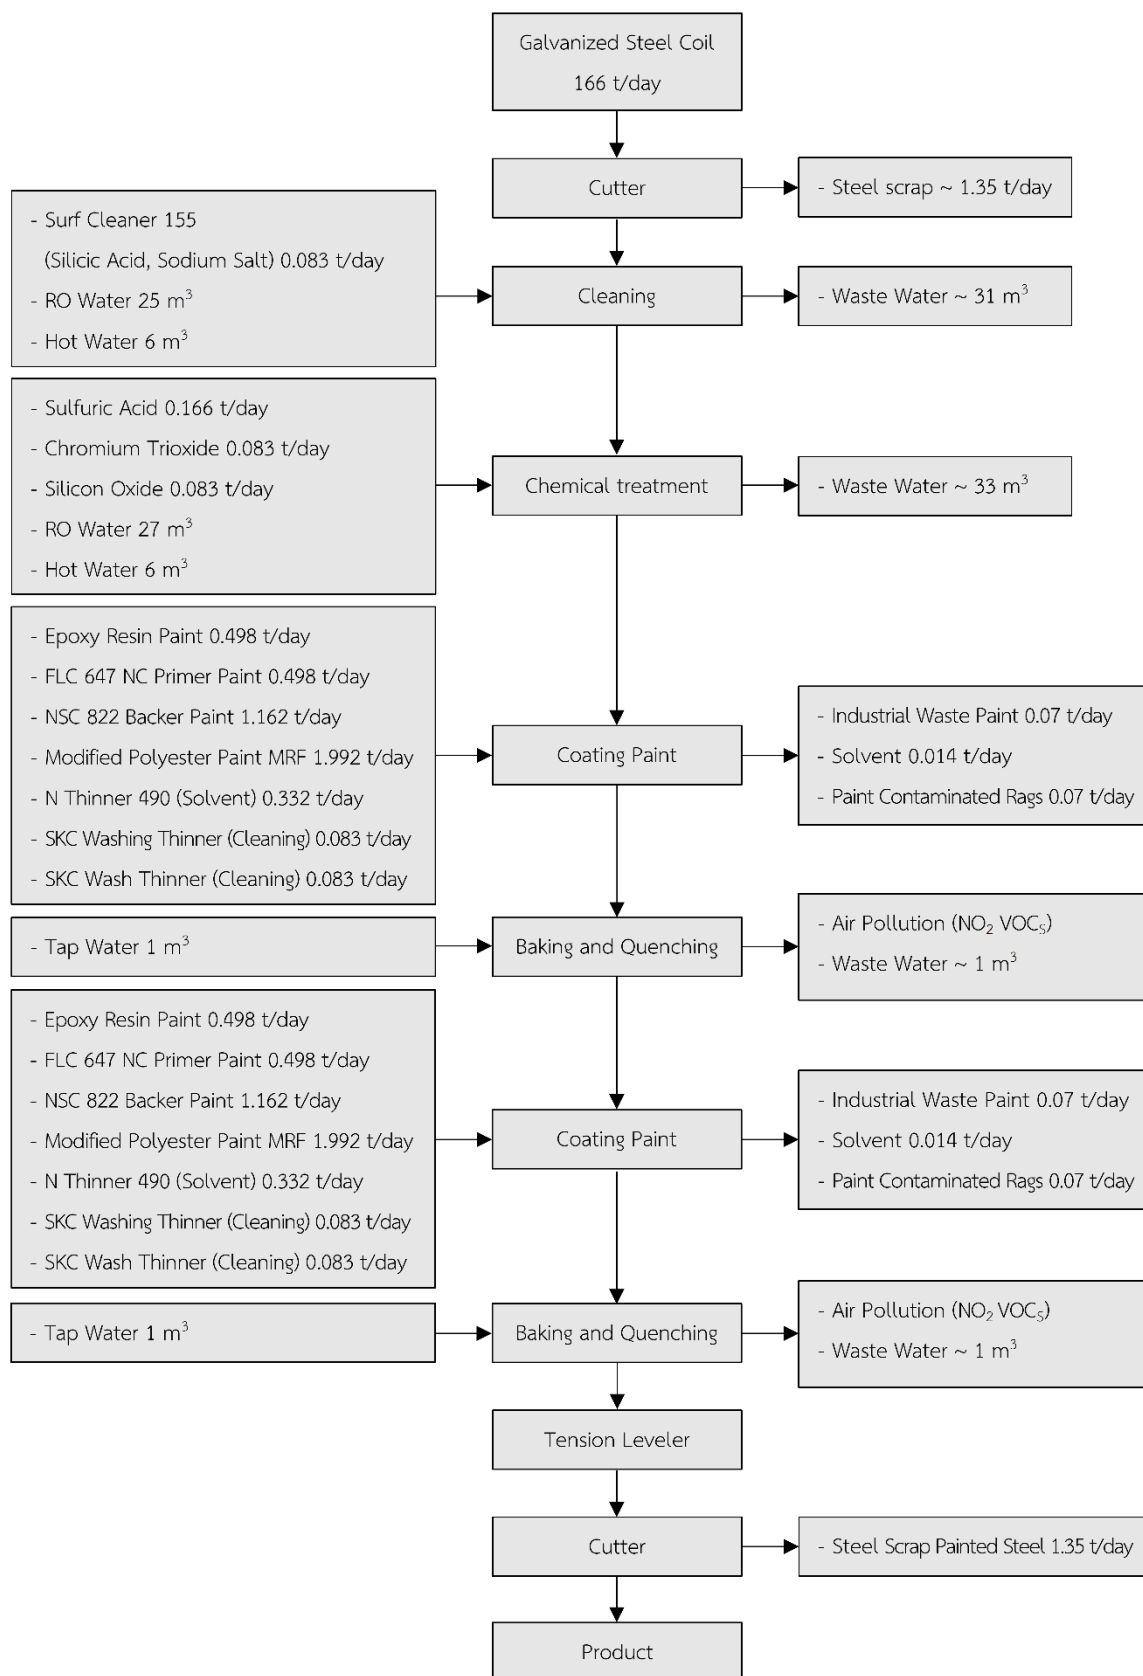 Galvanized Steel Coil
166 t/day
Cutter
- Steel scrap ~ 1.35 t/day
- Surf Cleaner 155
(Silicic Acid, Sodium Salt) 0.083 t/day
- RO Water 25 m³
- Hot Water 6 m³
Cleaning
- Waste Water ~ 31 m³
- Sulfuric Acid 0.166 t/day
- Chromium Trioxide 0.083 t/day
- Silicon Oxide 0.083 t/day
- RO Water 27 m³
- Hot Water 6 m³
Chemical treatment
- Waste Water ~ 33 m³
- Epoxy Resin Paint 0.498 t/day
- FLC 647 NC Primer Paint 0.498 t/day
- NSC 822 Backer Paint 1.162 t/day
- Modified Polyester Paint MRF 1.992 t/day
- N Thinner 490 (Solvent) 0.332 t/day
- SKC Washing Thinner (Cleaning) 0.083 t/day
- SKC Wash Thinner (Cleaning) 0.083 t/day
Coating Paint
- Industrial Waste Paint 0.07 t/day
- Solvent 0.014 t/day
- Paint Contaminated Rags 0.07 t/day
- Tap Water 1 m³
Baking and Quenching
- Air Pollution (NO₂ VOCₛ)
- Waste Water ~ 1 m³
- Epoxy Resin Paint 0.498 t/day
- FLC 647 NC Primer Paint 0.498 t/day
- NSC 822 Backer Paint 1.162 t/day
- Modified Polyester Paint MRF 1.992 t/day
- N Thinner 490 (Solvent) 0.332 t/day
- SKC Washing Thinner (Cleaning) 0.083 t/day
- SKC Wash Thinner (Cleaning) 0.083 t/day
Coating Paint
- Industrial Waste Paint 0.07 t/day
- Solvent 0.014 t/day
- Paint Contaminated Rags 0.07 t/day
- Tap Water 1 m³
Baking and Quenching
- Air Pollution (NO₂ VOCₛ)
- Waste Water ~ 1 m³
Tension Leveler
Cutter
- Steel Scrap Painted Steel 1.35 t/day
Product